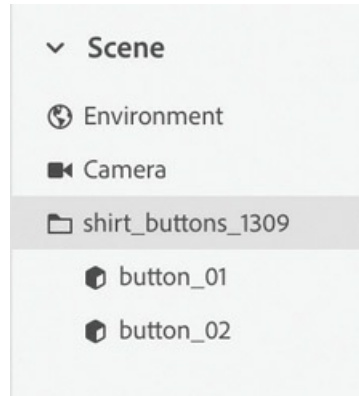 Scene
Environment
Camera
shirt_buttons_1309
button_01
button_02